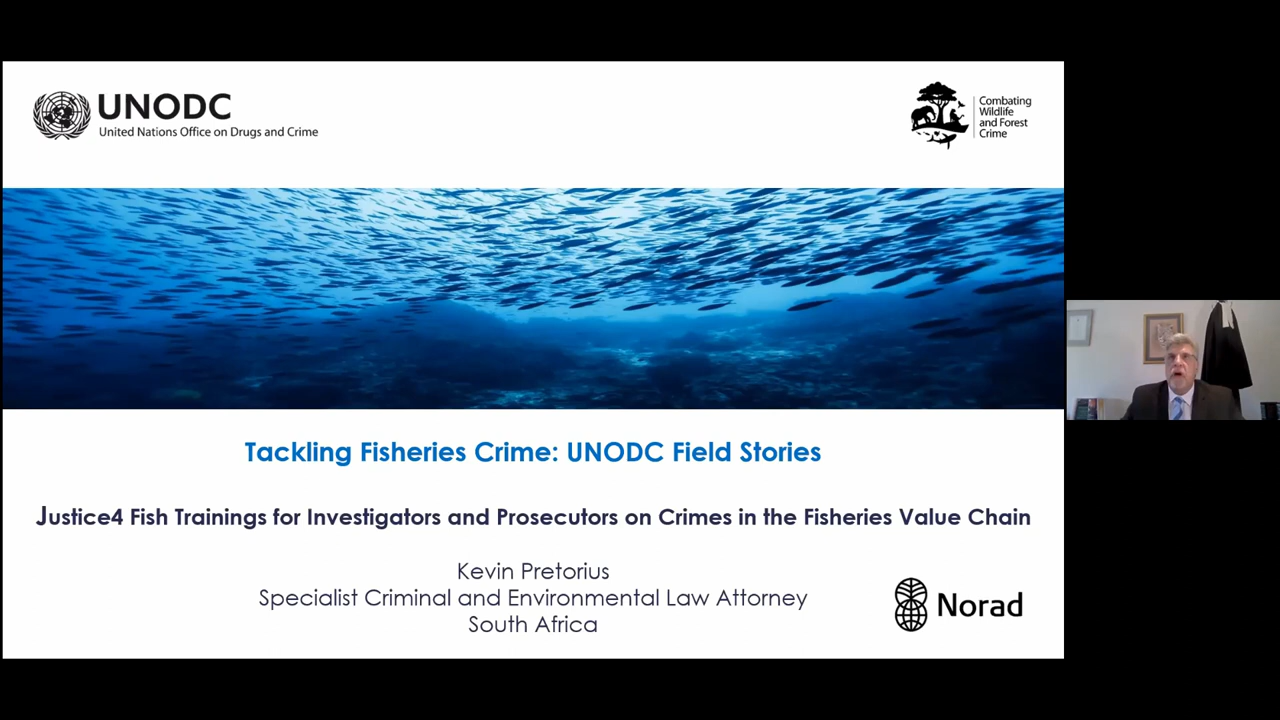 UNODC
United Nations Office on Drugs and Crime
Combating
Wildlife
and Forest
Crime
Tackling Fisheries Crime: UNODC Field Stories
Justice4 Fish Trainings for Investigators and Prosecutors on Crimes in the Fisheries Value Chain
Kevin Pretorius
Specialist Criminal and Environmental Law Attorney
South Africa
Norad